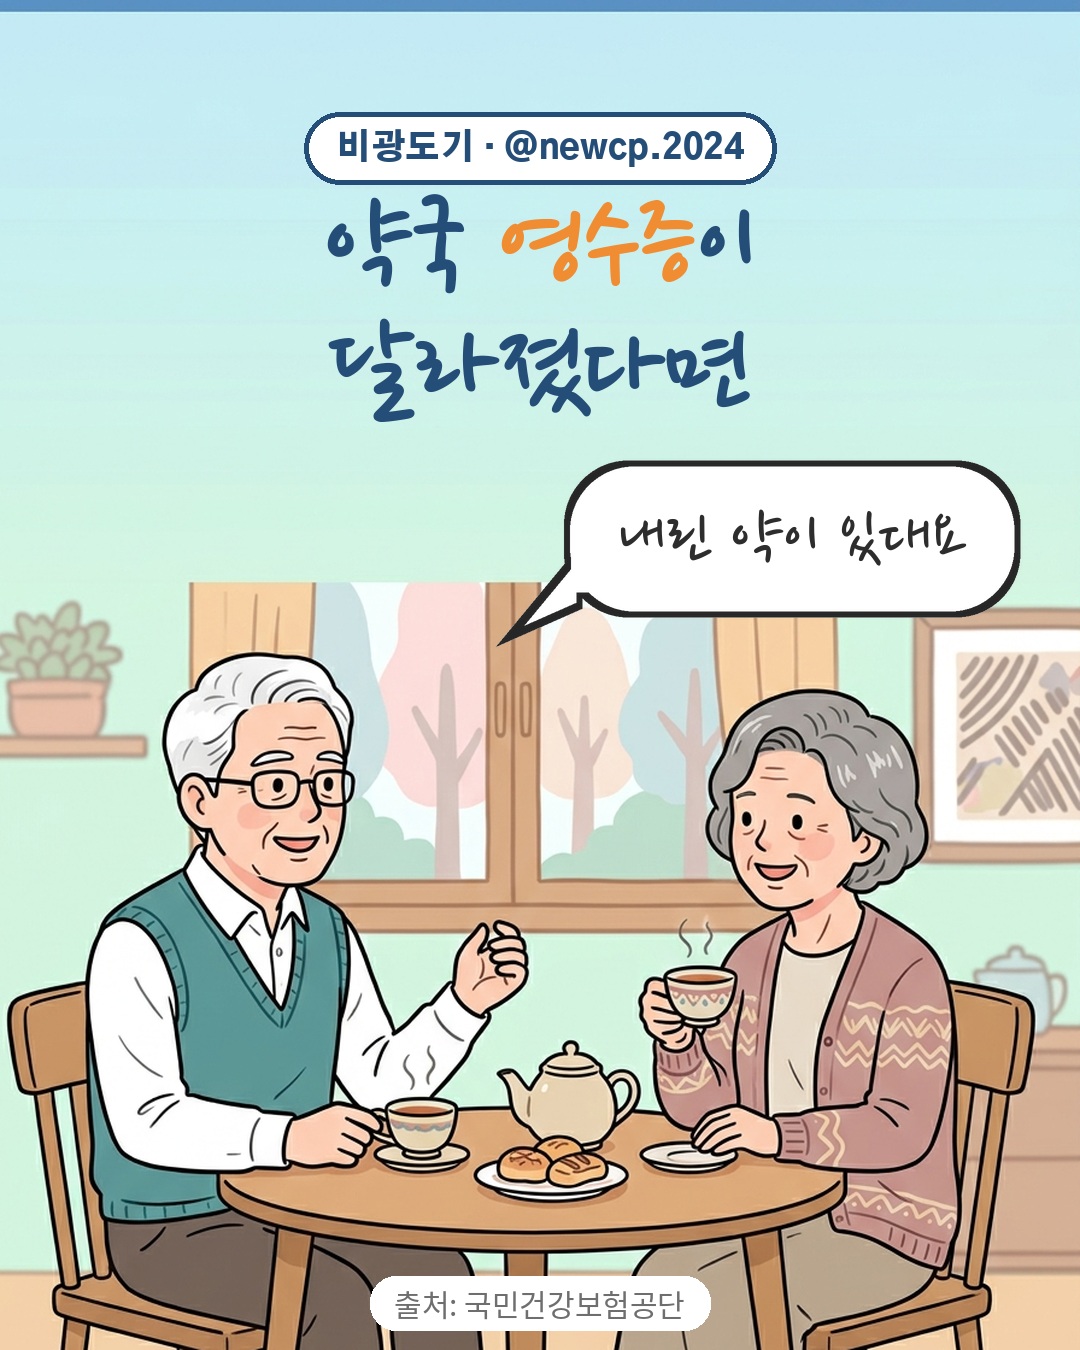 비광도기 · @newcp.2024
약국 영수증이
달라졌다면
내린 약이 있대요
출처: 국민건강보험공단